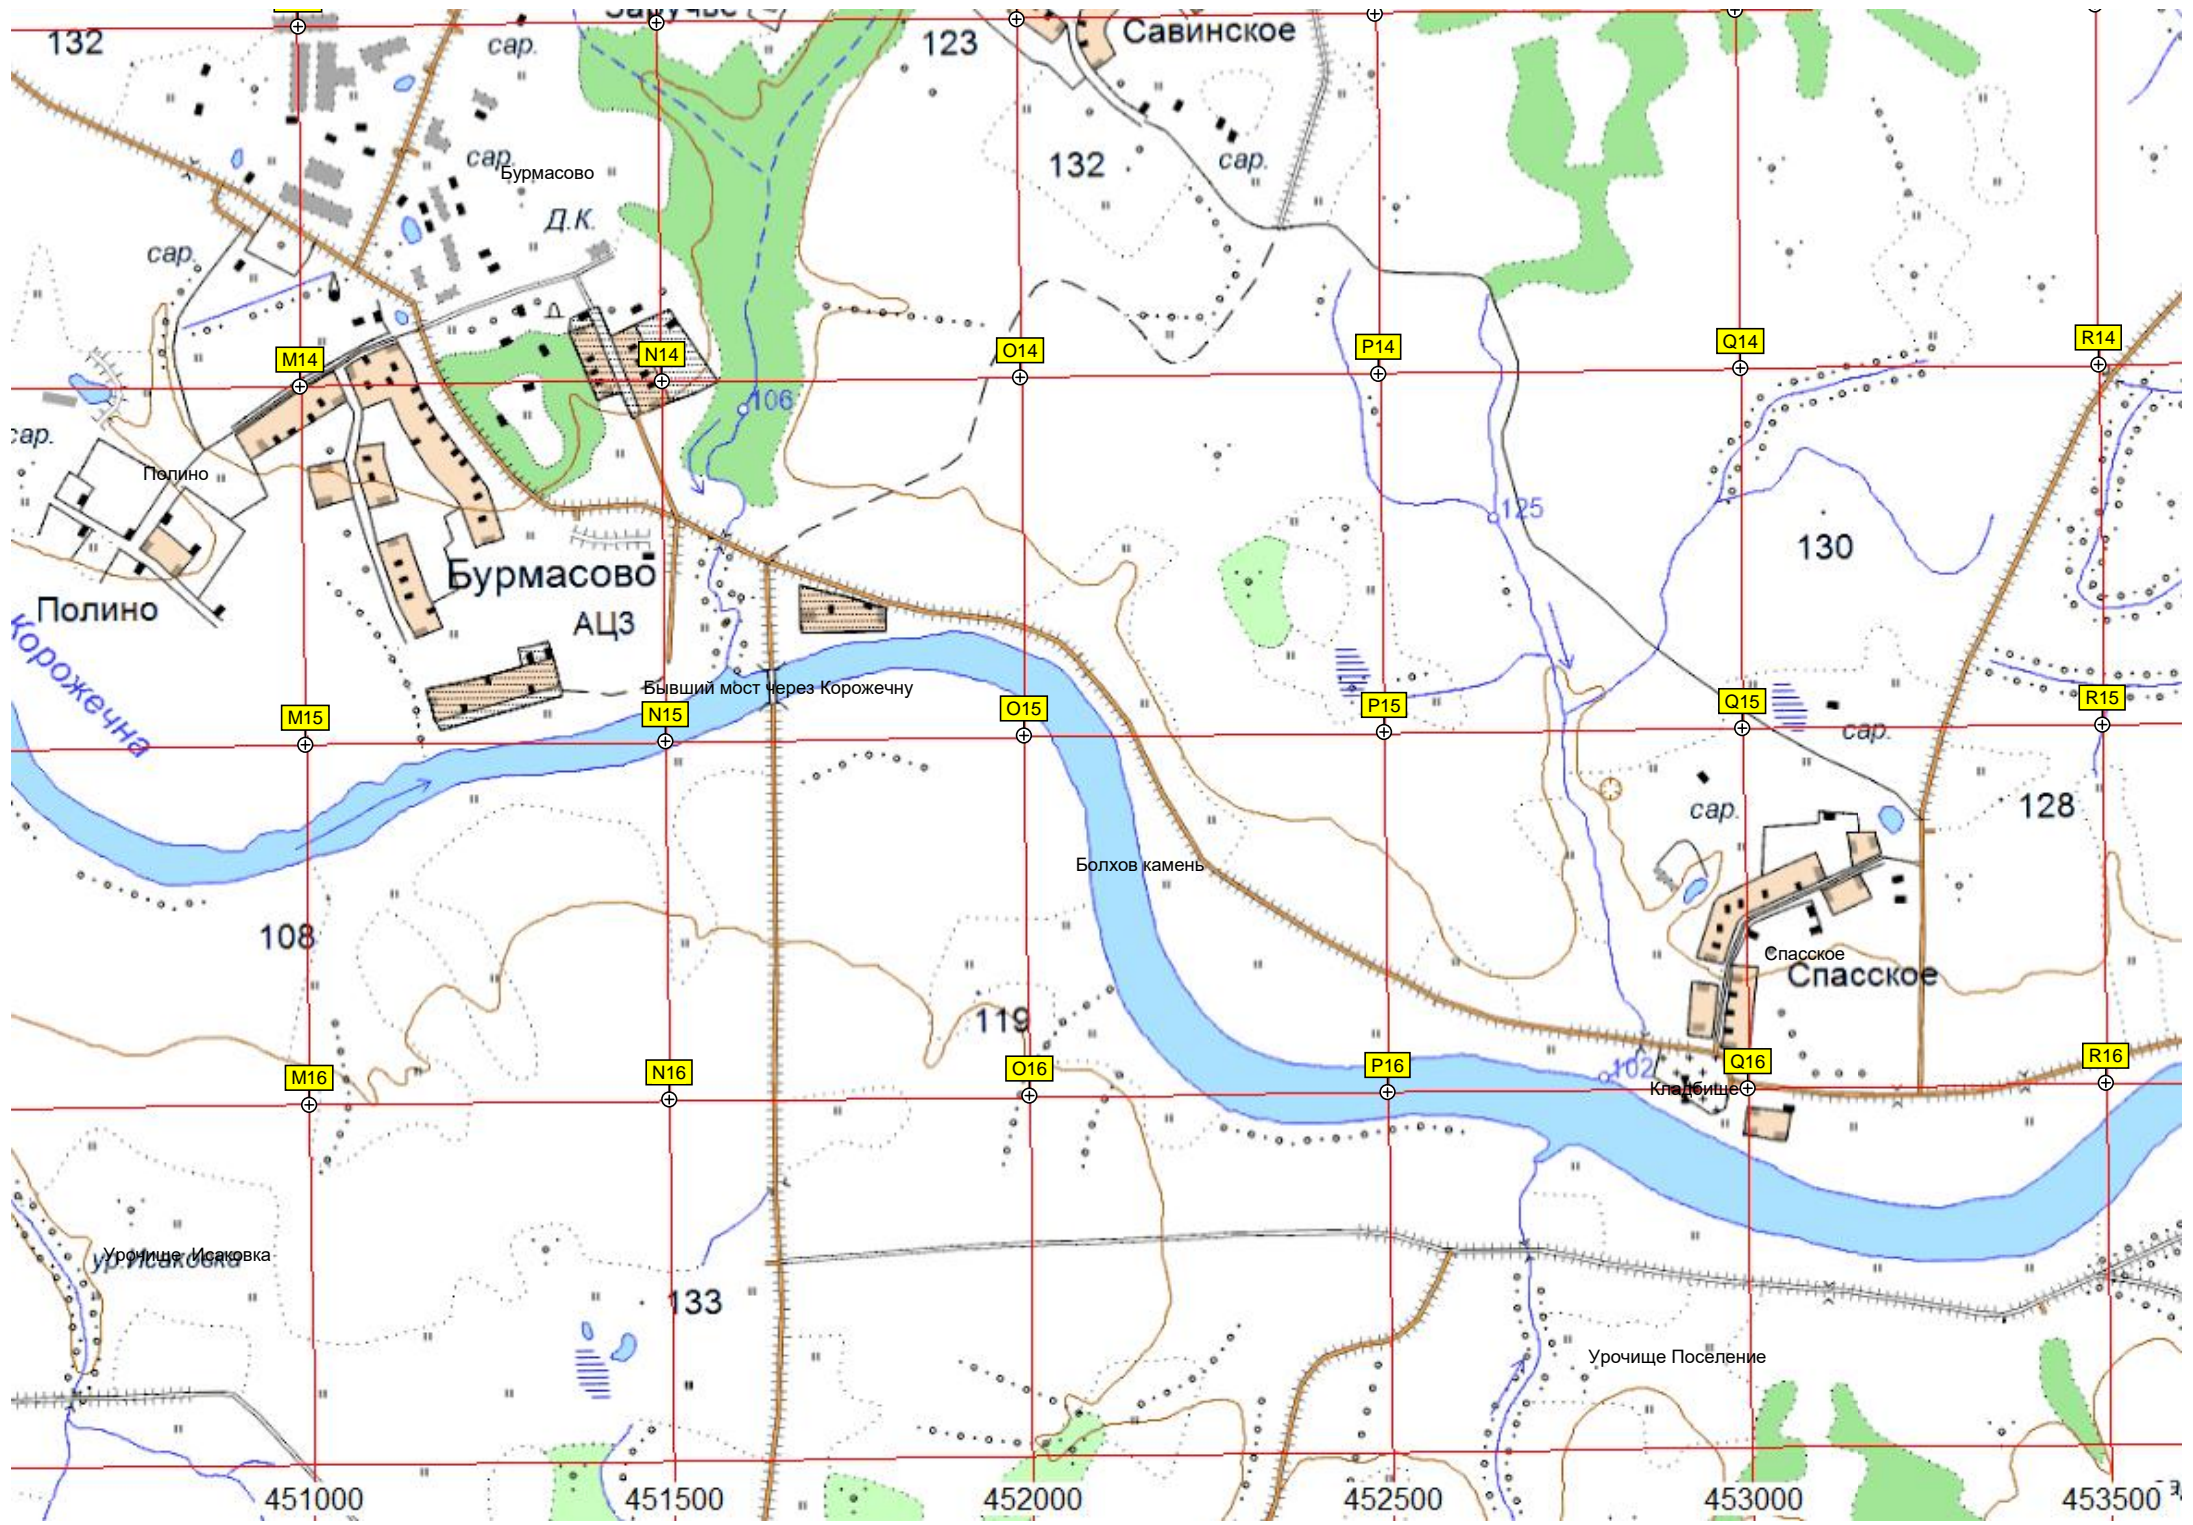 Заручье
Савинское
132
сар.
123
сар.
Бурмасово
132
сар.
Д.К.
сар.
M14
N14
O14
P14
Q14
R14
106
сар.
Полино
125
130
Бурмасово
Полино
АЦЗ
Корожечна
Бывший мост через Корожечну
M15
N15
O15
P15
Q15
R15
сар.
128
сар.
Болхов камень
108
Спасское
Спасское
119
M16
N16
O16
P16
Q16
R16
102
Кладбище
Урочище Исаковка
ур.Исаковка
133
Урочище Поселение
451000
451500
452000
452500
453000
453500